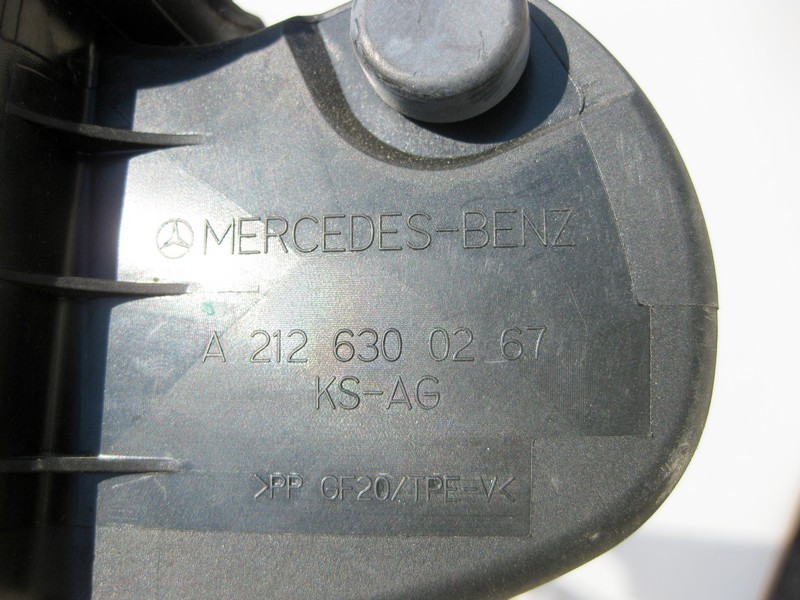 MERCEDES-BENZ
A 212 630 02 67
KS-AG
>PP GF20/TPE-V<